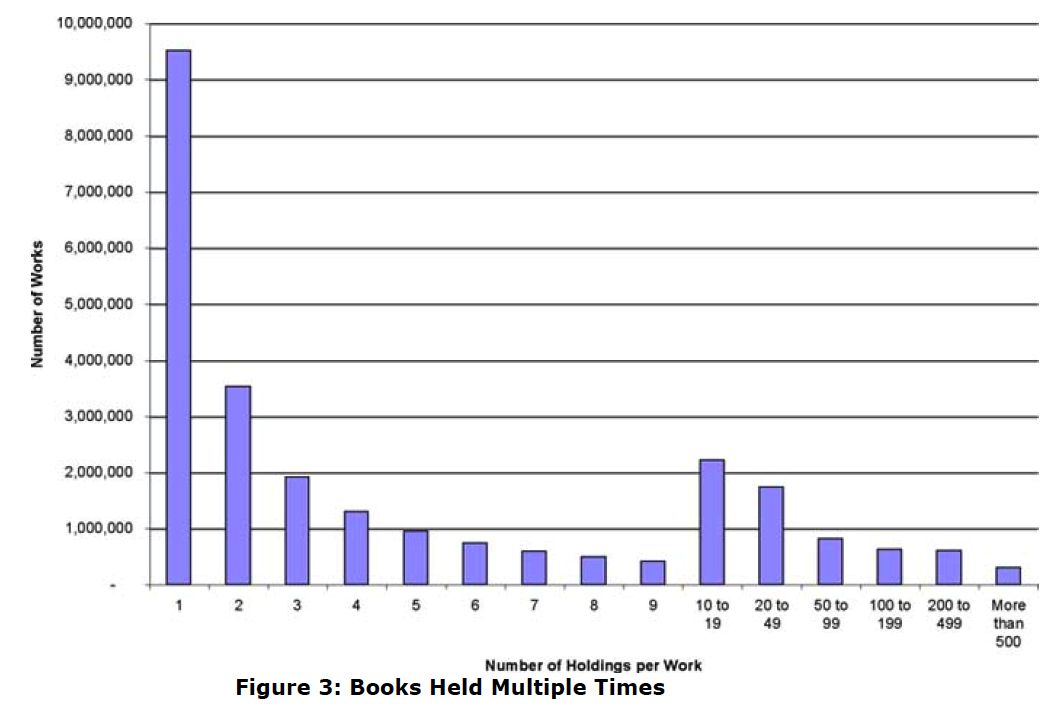 10,000,000
9,000,000
8,000,000
7,000,000
6,000,000
5,000,000
4,000,000
3,000,000
2,000,000
1,000,000
-
Number of Works
1 2 3 4 5 6 7 8 9 10 to 20 to 50 to 100 to 200 to More
19 49 99 199 499 than
500
Number of Holdings per Work
Figure 3: Books Held Multiple Times